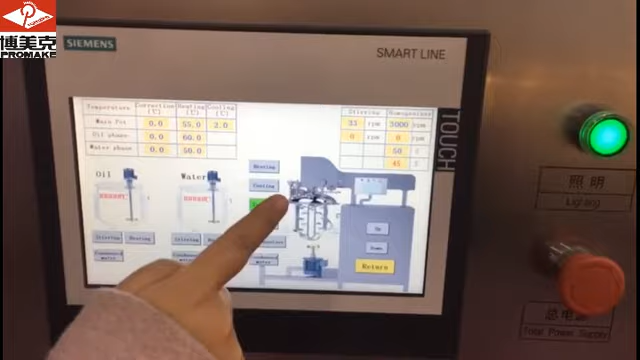 博美克
PROMAKE
SIEMENS
SMART LINE
TOUCH
Temperature Correction (℃) Heating (℃) Cooling (℃)
Main Pot 0.0 55.0 2.0
Oil phase 0.0 60.0
Water phase 0.0 50.0
Stirring Homogenizer
33 rpm 3000 rpm
0 rpm 0 rpm
50
45
Oil
Water
Heating
Cooling
Stirring Heating
Stirring
Condensed water
Up
Down
Return
照明
Lighting
总电源
Total Power Supply